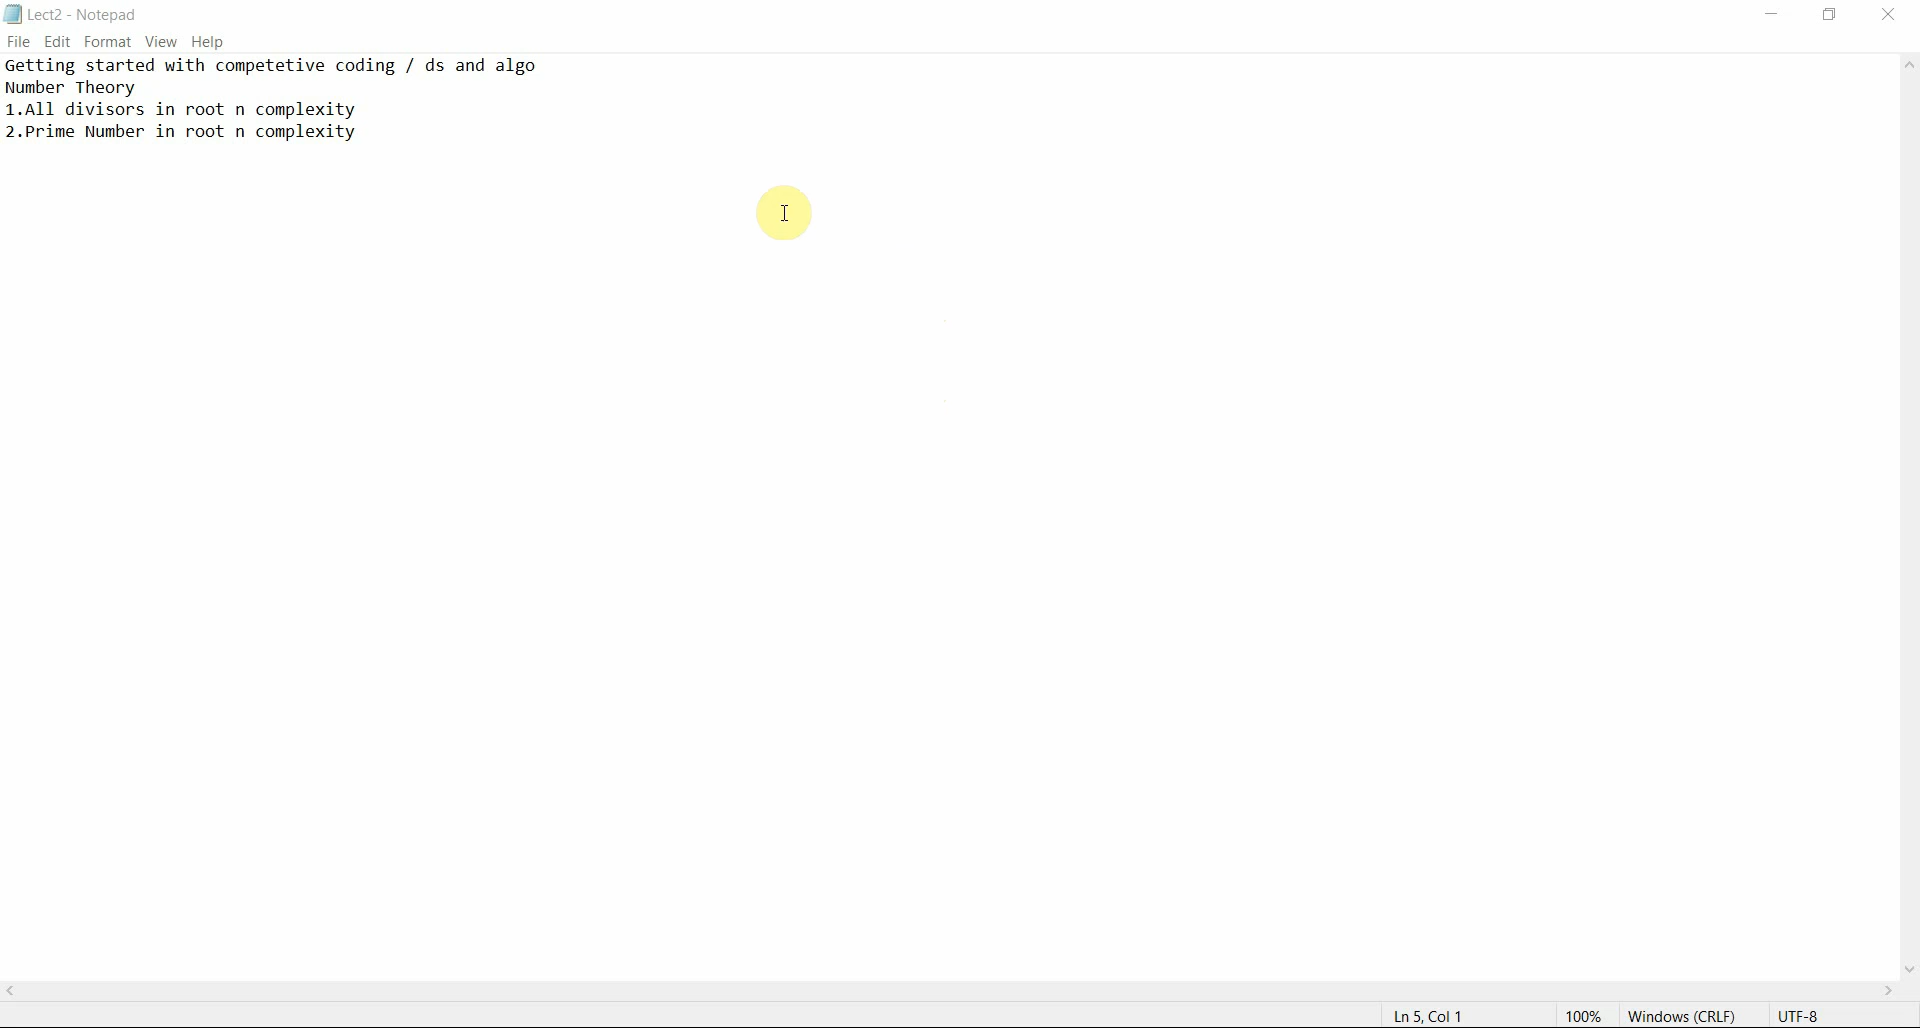 Lect2 - Notepad
File Edit Format View Help
Getting started with competetive coding / ds and algo
Number Theory
1.All divisors in root n complexity
2.Prime Number in root n complexity
Ln 5, Col 1 100% Windows (CRLF) UTF-8